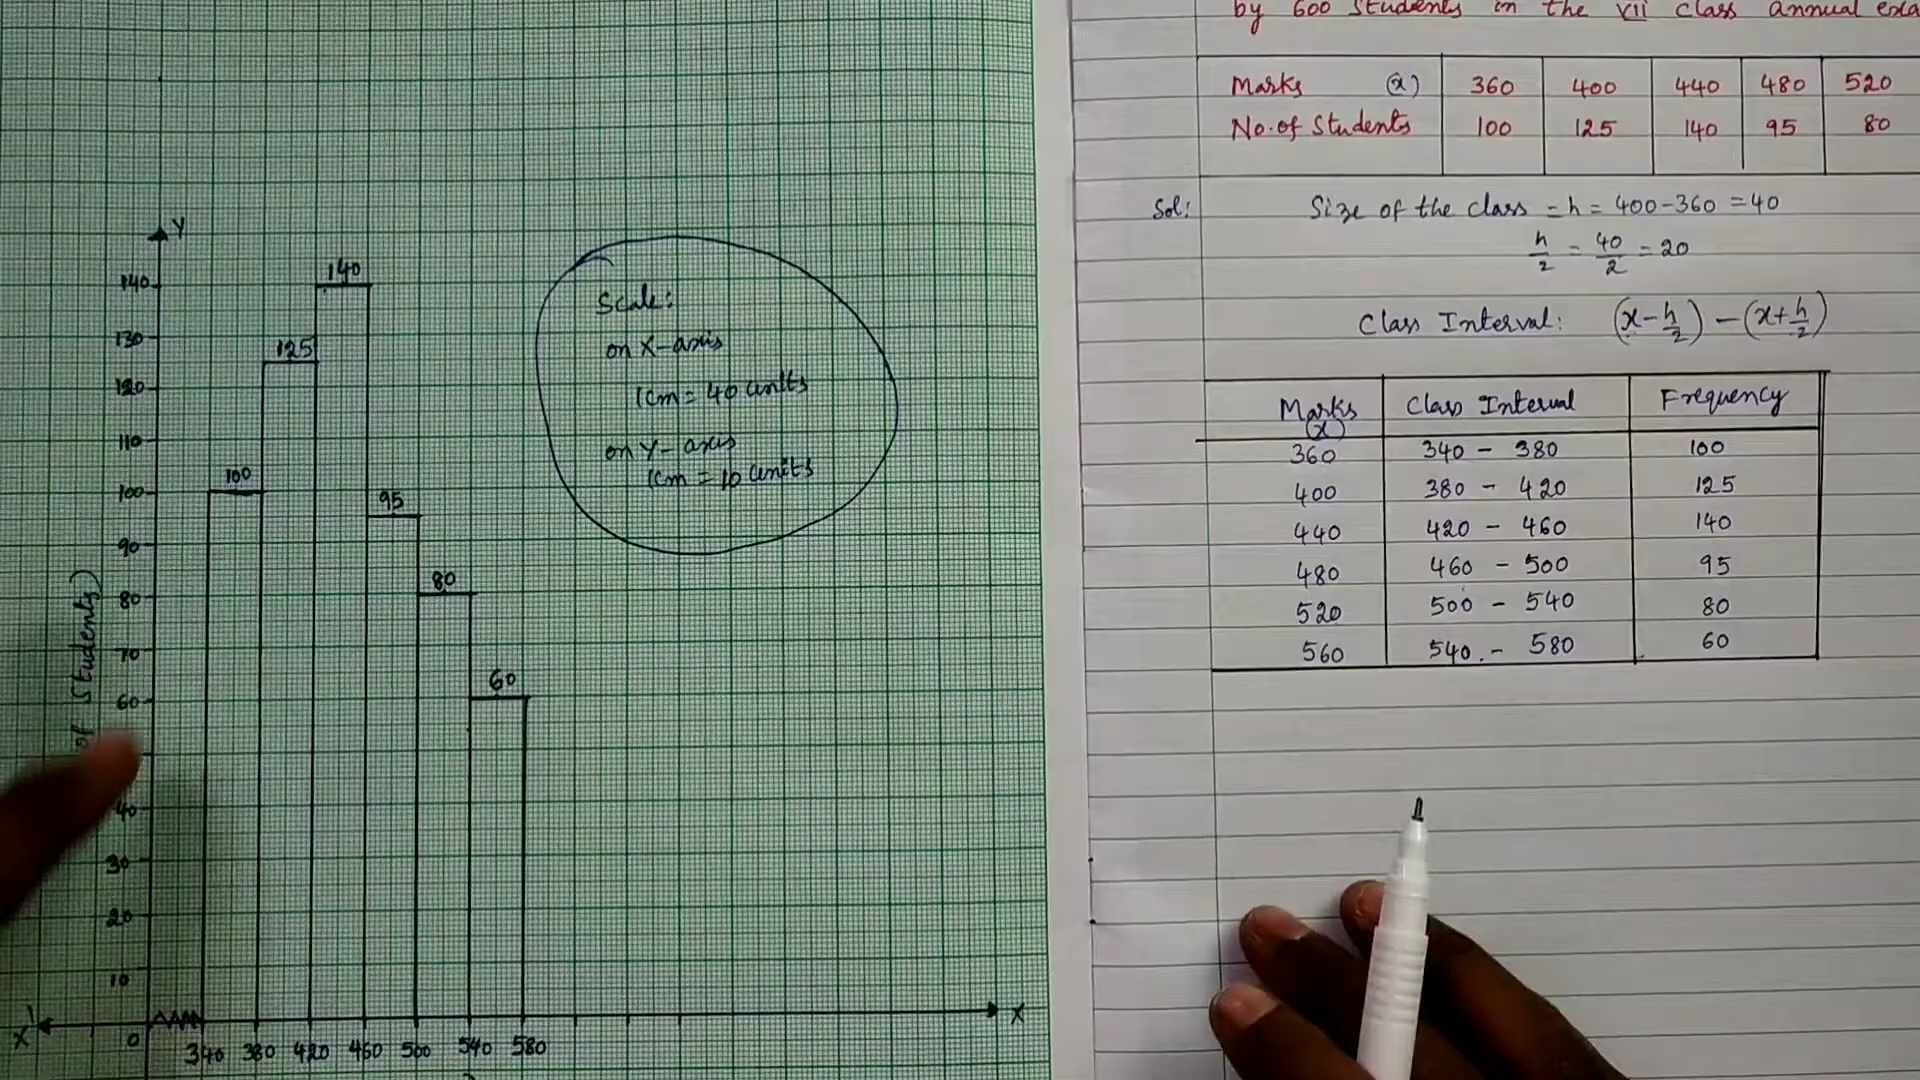 Y
140
140
130
125
120
110
100
100
95
90
80
80
70
60
60
40
30
20
10
X'
0
340 380 420 460 500 540 580
X
of Students)
Scale:
on X-axis
1cm = 40 units
on Y-axis
1cm = 10 units
by 600 students in the VII class annual exa
Marks (x) 360 400 440 480 520
No.of Students 100 125 140 95 80
Sol: Size of the class = h = 400-360 = 40
h/2 = 40/2 = 20
Class Interval: (x-h/2) - (x+h/2)
Marks (x) Class Interval Frequency
360 340 - 380 100
400 380 - 420 125
440 420 - 460 140
480 460 - 500 95
520 500 - 540 80
560 540 - 580 60